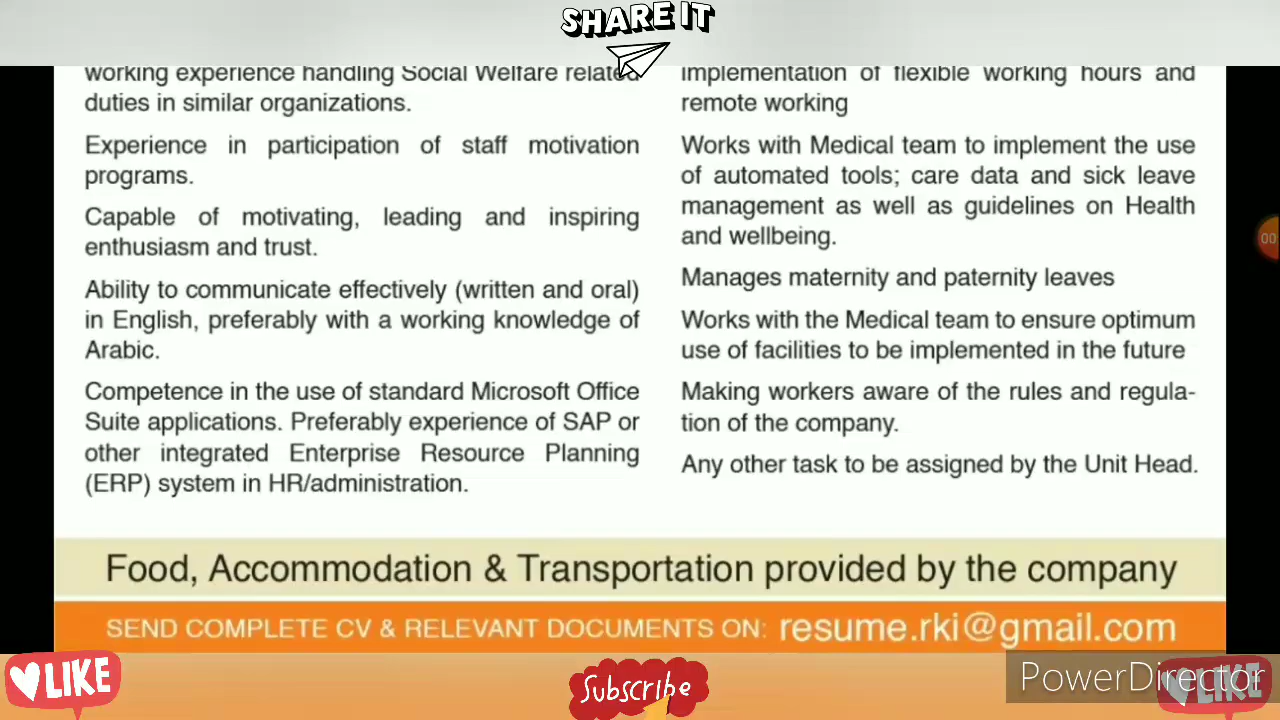 SHARE IT
working experience handling Social Welfare related
duties in similar organizations.
Experience in participation of staff motivation
programs.
Capable of motivating, leading and inspiring
enthusiasm and trust.
Ability to communicate effectively (written and oral)
in English, preferably with a working knowledge of
Arabic.
Competence in the use of standard Microsoft Office
Suite applications. Preferably experience of SAP or
other integrated Enterprise Resource Planning
(ERP) system in HR/administration.
implementation of flexible working hours and
remote working
Works with Medical team to implement the use
of automated tools; care data and sick leave
management as well as guidelines on Health
and wellbeing.
Manages maternity and paternity leaves
Works with the Medical team to ensure optimum
use of facilities to be implemented in the future
Making workers aware of the rules and regula-
tion of the company.
Any other task to be assigned by the Unit Head.
00
Food, Accommodation & Transportation provided by the company
SEND COMPLETE CV & RELEVANT DOCUMENTS ON: resume.rki@gmail.com
LIKE
Subscribe
PowerDirector
LIKE